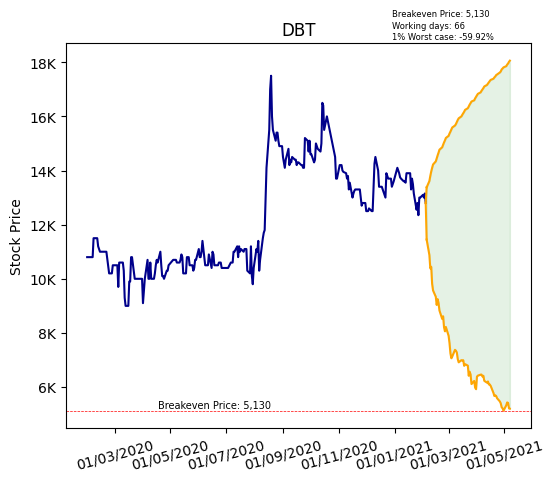 Breakeven Price: 5,130
Working days: 66
1% Worst case: -59.92%
DBT
Stock Price
18K
16K
14K
12K
10K
8K
6K
Breakeven Price: 5,130
01/03/2020
01/05/2020
01/07/2020
01/09/2020
01/11/2020
01/01/2021
01/03/2021
01/05/2021